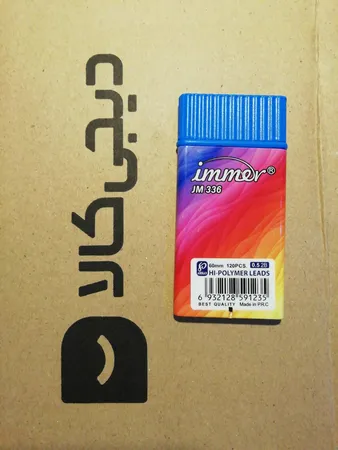 دیجی‌کالا
immer®
JM 336
60mm 120PCS 0.5 2B
HI-POLYMER LEADS
6 932128 591235
BEST QUALITY Made in P.R.C